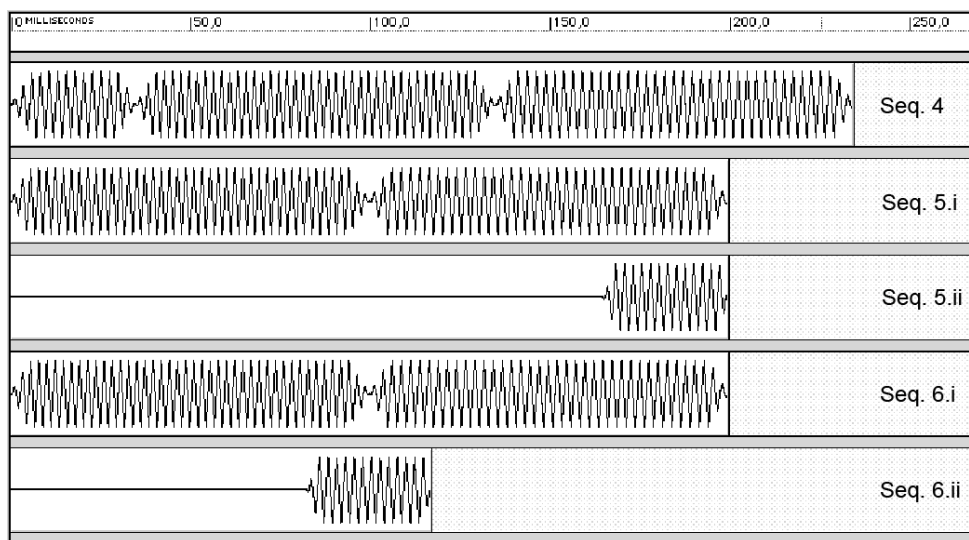 0 MILLISECONDS 50,0 100,0 150,0 200,0 250,0
Seq. 4
Seq. 5.i
Seq. 5.ii
Seq. 6.i
Seq. 6.ii